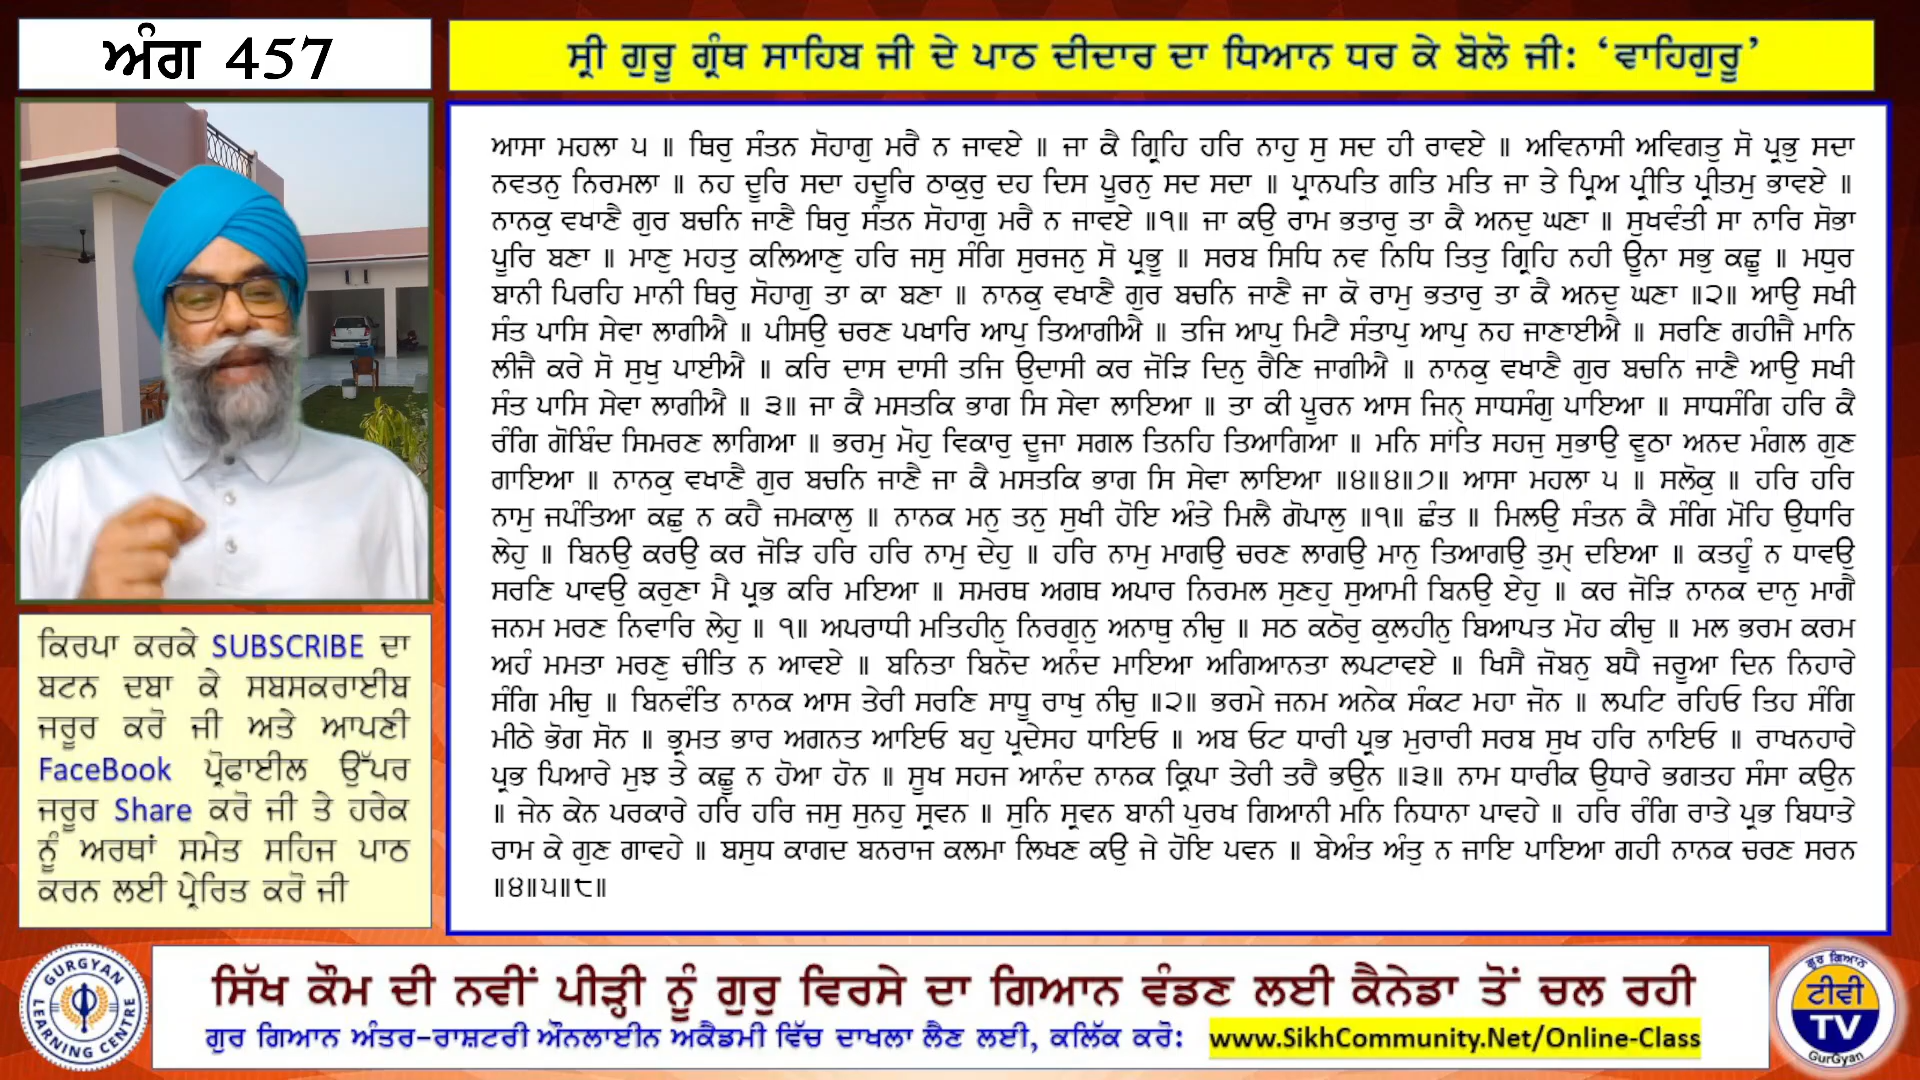 ਅੰਗ 457
ਸ੍ਰੀ ਗੁਰੂ ਗ੍ਰੰਥ ਸਾਹਿਬ ਜੀ ਦੇ ਪਾਠ ਦੀਦਾਰ ਦਾ ਧਿਆਨ ਧਰ ਕੇ ਬੋਲੋ ਜੀ: ‘ਵਾਹਿਗੁਰੂ’
ਆਸਾ ਮਹਲਾ ੫ ॥ ਥਿਰੁ ਸੰਤਨ ਸੋਹਾਗੁ ਮਰੈ ਨ ਜਾਵਏ ॥ ਜਾ ਕੈ ਗ੍ਰਿਹਿ ਹਰਿ ਨਾਹੁ ਸੁ ਸਦ ਹੀ ਰਾਵਏ ॥ ਅਵਿਨਾਸੀ ਅਵਿਗਤੁ ਸੋ ਪ੍ਰਭੁ ਸਦਾ
ਨਵਤਨੁ ਨਿਰਮਲਾ ॥ ਨਹ ਦੂਰਿ ਸਦਾ ਹਦੂਰਿ ਠਾਕੁਰੁ ਦਹ ਦਿਸ ਪੂਰਨੁ ਸਦ ਸਦਾ ॥ ਪ੍ਰਾਨਪਤਿ ਗਤਿ ਮਤਿ ਜਾ ਤੇ ਪ੍ਰਿਅ ਪ੍ਰੀਤਿ ਪ੍ਰੀਤਮੁ ਭਾਵਏ ॥
ਨਾਨਕੁ ਵਖਾਣੈ ਗੁਰ ਬਚਨਿ ਜਾਣੈ ਥਿਰੁ ਸੰਤਨ ਸੋਹਾਗੁ ਮਰੈ ਨ ਜਾਵਏ ॥੧॥ ਜਾ ਕਉ ਰਾਮ ਭਤਾਰੁ ਤਾ ਕੈ ਅਨਦੁ ਘਣਾ ॥ ਸੁਖਵੰਤੀ ਸਾ ਨਾਰਿ ਸੋਭਾ
ਪੂਰਿ ਬਣਾ ॥ ਮਾਣੁ ਮਹਤੁ ਕਲਿਆਣੁ ਹਰਿ ਜਸੁ ਸੰਗਿ ਸੁਰਜਨੁ ਸੋ ਪ੍ਰਭੂ ॥ ਸਰਬ ਸਿਧਿ ਨਵ ਨਿਧਿ ਤਿਤੁ ਗ੍ਰਿਹਿ ਨਹੀ ਊਨਾ ਸਭੁ ਕਛੂ ॥ ਮਧੁਰ
ਬਾਨੀ ਪਿਰਹਿ ਮਾਨੀ ਥਿਰੁ ਸੋਹਾਗੁ ਤਾ ਕਾ ਬਣਾ ॥ ਨਾਨਕੁ ਵਖਾਣੈ ਗੁਰ ਬਚਨਿ ਜਾਣੈ ਜਾ ਕੋ ਰਾਮੁ ਭਤਾਰੁ ਤਾ ਕੈ ਅਨਦੁ ਘਣਾ ॥੨॥ ਆਉ ਸਖੀ
ਸੰਤ ਪਾਸਿ ਸੇਵਾ ਲਾਗੀਐ ॥ ਪੀਸਉ ਚਰਣ ਪਖਾਰਿ ਆਪੁ ਤਿਆਗੀਐ ॥ ਤਜਿ ਆਪੁ ਮਿਟੈ ਸੰਤਾਪੁ ਆਪੁ ਨਹ ਜਾਣਾਈਐ ॥ ਸਰਣਿ ਗਹੀਜੈ ਮਾਨਿ
ਲੀਜੈ ਕਰੇ ਸੋ ਸੁਖੁ ਪਾਈਐ ॥ ਕਰਿ ਦਾਸ ਦਾਸੀ ਤਜਿ ਉਦਾਸੀ ਕਰ ਜੋੜਿ ਦਿਨੁ ਰੈਣਿ ਜਾਗੀਐ ॥ ਨਾਨਕੁ ਵਖਾਣੈ ਗੁਰ ਬਚਨਿ ਜਾਣੈ ਆਉ ਸਖੀ
ਸੰਤ ਪਾਸਿ ਸੇਵਾ ਲਾਗੀਐ ॥ ੩॥ ਜਾ ਕੈ ਮਸਤਕਿ ਭਾਗ ਸਿ ਸੇਵਾ ਲਾਇਆ ॥ ਤਾ ਕੀ ਪੂਰਨ ਆਸ ਜਿਨ੍ ਸਾਧਸੰਗੁ ਪਾਇਆ ॥ ਸਾਧਸੰਗਿ ਹਰਿ ਕੈ
ਰੰਗਿ ਗੋਬਿੰਦ ਸਿਮਰਣ ਲਾਗਿਆ ॥ ਭਰਮੁ ਮੋਹੁ ਵਿਕਾਰੁ ਦੂਜਾ ਸਗਲ ਤਿਨਹਿ ਤਿਆਗਿਆ ॥ ਮਨਿ ਸਾਂਤਿ ਸਹਜੁ ਸੁਭਾਉ ਵੂਠਾ ਅਨਦ ਮੰਗਲ ਗੁਣ
ਗਾਇਆ ॥ ਨਾਨਕੁ ਵਖਾਣੈ ਗੁਰ ਬਚਨਿ ਜਾਣੈ ਜਾ ਕੈ ਮਸਤਕਿ ਭਾਗ ਸਿ ਸੇਵਾ ਲਾਇਆ ॥੪॥੪॥੭॥ ਆਸਾ ਮਹਲਾ ੫ ॥ ਸਲੋਕੁ ॥ ਹਰਿ ਹਰਿ
ਨਾਮੁ ਜਪੰਤਿਆ ਕਛੁ ਨ ਕਹੈ ਜਮਕਾਲੁ ॥ ਨਾਨਕ ਮਨੁ ਤਨੁ ਸੁਖੀ ਹੋਇ ਅੰਤੇ ਮਿਲੈ ਗੋਪਾਲੁ ॥੧॥ ਛੰਤ ॥ ਮਿਲਉ ਸੰਤਨ ਕੈ ਸੰਗਿ ਮੋਹਿ ਉਧਾਰਿ
ਲੇਹੁ ॥ ਬਿਨਉ ਕਰਉ ਕਰ ਜੋੜਿ ਹਰਿ ਹਰਿ ਨਾਮੁ ਦੇਹੁ ॥ ਹਰਿ ਨਾਮੁ ਮਾਗਉ ਚਰਣ ਲਾਗਉ ਮਾਨੁ ਤਿਆਗਉ ਤੁਮ੍ ਦਇਆ ॥ ਕਤਹੂੰ ਨ ਧਾਵਉ
ਸਰਣਿ ਪਾਵਉ ਕਰੁਣਾ ਮੈ ਪ੍ਰਭ ਕਰਿ ਮਇਆ ॥ ਸਮਰਥ ਅਗਥ ਅਪਾਰ ਨਿਰਮਲ ਸੁਣਹੁ ਸੁਆਮੀ ਬਿਨਉ ਏਹੁ ॥ ਕਰ ਜੋੜਿ ਨਾਨਕ ਦਾਨੁ ਮਾਗੈ
ਜਨਮ ਮਰਣ ਨਿਵਾਰਿ ਲੇਹੁ ॥ ੧॥ ਅਪਰਾਧੀ ਮਤਿਹੀਨੁ ਨਿਰਗੁਨੁ ਅਨਾਥੁ ਨੀਚੁ ॥ ਸਠ ਕਠੋਰੁ ਕੁਲਹੀਨੁ ਬਿਆਪਤ ਮੋਹ ਕੀਚੁ ॥ ਮਲ ਭਰਮ ਕਰਮ
ਅਹੰ ਮਮਤਾ ਮਰਣੁ ਚੀਤਿ ਨ ਆਵਏ ॥ ਬਨਿਤਾ ਬਿਨੋਦ ਅਨੰਦ ਮਾਇਆ ਅਗਿਆਨਤਾ ਲਪਟਾਵਏ ॥ ਖਿਸੈ ਜੋਬਨੁ ਬਧੈ ਜਰੂਆ ਦਿਨ ਨਿਹਾਰੇ
ਸੰਗਿ ਮੀਚੁ ॥ ਬਿਨਵੰਤਿ ਨਾਨਕ ਆਸ ਤੇਰੀ ਸਰਣਿ ਸਾਧੂ ਰਾਖੁ ਨੀਚੁ ॥੨॥ ਭਰਮੇ ਜਨਮ ਅਨੇਕ ਸੰਕਟ ਮਹਾ ਜੋਨ ॥ ਲਪਟਿ ਰਹਿਓ ਤਿਹ ਸੰਗਿ
ਮੀਠੇ ਭੋਗ ਸੋਨ ॥ ਭ੍ਰਮਤ ਭਾਰ ਅਗਨਤ ਆਇਓ ਬਹੁ ਪ੍ਰਦੇਸਹ ਧਾਇਓ ॥ ਅਬ ਓਟ ਧਾਰੀ ਪ੍ਰਭ ਮੁਰਾਰੀ ਸਰਬ ਸੁਖ ਹਰਿ ਨਾਇਓ ॥ ਰਾਖਨਹਾਰੇ
ਪ੍ਰਭ ਪਿਆਰੇ ਮੁਝ ਤੇ ਕਛੂ ਨ ਹੋਆ ਹੋਨ ॥ ਸੂਖ ਸਹਜ ਆਨੰਦ ਨਾਨਕ ਕ੍ਰਿਪਾ ਤੇਰੀ ਤਰੈ ਭਉਨ ॥੩॥ ਨਾਮ ਧਾਰੀਕ ਉਧਾਰੇ ਭਗਤਹ ਸੰਸਾ ਕਉਨ
॥ ਜੇਨ ਕੇਨ ਪਰਕਾਰੇ ਹਰਿ ਹਰਿ ਜਸੁ ਸੁਨਹੁ ਸ੍ਰਵਨ ॥ ਸੁਨਿ ਸ੍ਰਵਨ ਬਾਨੀ ਪੁਰਖ ਗਿਆਨੀ ਮਨਿ ਨਿਧਾਨਾ ਪਾਵਹੇ ॥ ਹਰਿ ਰੰਗਿ ਰਾਤੇ ਪ੍ਰਭ ਬਿਧਾਤੇ
ਰਾਮ ਕੇ ਗੁਣ ਗਾਵਹੇ ॥ ਬਸੁਧ ਕਾਗਦ ਬਨਰਾਜ ਕਲਮਾ ਲਿਖਣ ਕਉ ਜੇ ਹੋਇ ਪਵਨ ॥ ਬੇਅੰਤ ਅੰਤੁ ਨ ਜਾਇ ਪਾਇਆ ਗਹੀ ਨਾਨਕ ਚਰਣ ਸਰਨ
॥੪॥੫॥੮॥
ਕਿਰਪਾ ਕਰਕੇ SUBSCRIBE ਦਾ
ਬਟਨ ਦਬਾ ਕੇ ਸਬਸਕਰਾਈਬ
ਜਰੂਰ ਕਰੋ ਜੀ ਅਤੇ ਆਪਣੀ
FaceBook ਪ੍ਰੋਫਾਈਲ ਉੱਪਰ
ਜਰੂਰ Share ਕਰੋ ਜੀ ਤੇ ਹਰੇਕ
ਨੂੰ ਅਰਥਾਂ ਸਮੇਤ ਸਹਿਜ ਪਾਠ
ਕਰਨ ਲਈ ਪ੍ਰੇਰਿਤ ਕਰੋ ਜੀ
GURGYAN
LEARNING CENTRE
ਸਿੱਖ ਕੌਮ ਦੀ ਨਵੀਂ ਪੀੜ੍ਹੀ ਨੂੰ ਗੁਰੁ ਵਿਰਸੇ ਦਾ ਗਿਆਨ ਵੰਡਣ ਲਈ ਕੈਨੇਡਾ ਤੋਂ ਚਲ ਰਹੀ
ਗੁਰ ਗਿਆਨ ਅੰਤਰ-ਰਾਸ਼ਟਰੀ ਔਨਲਾਈਨ ਅਕੈਡਮੀ ਵਿੱਚ ਦਾਖਲਾ ਲੈਣ ਲਈ, ਕਲਿੱਕ ਕਰੋ: www.SikhCommunity.Net/Online-Class
ਗੁਰ ਗਿਆਨ
ਟੀਵੀ
TV
GurGyan